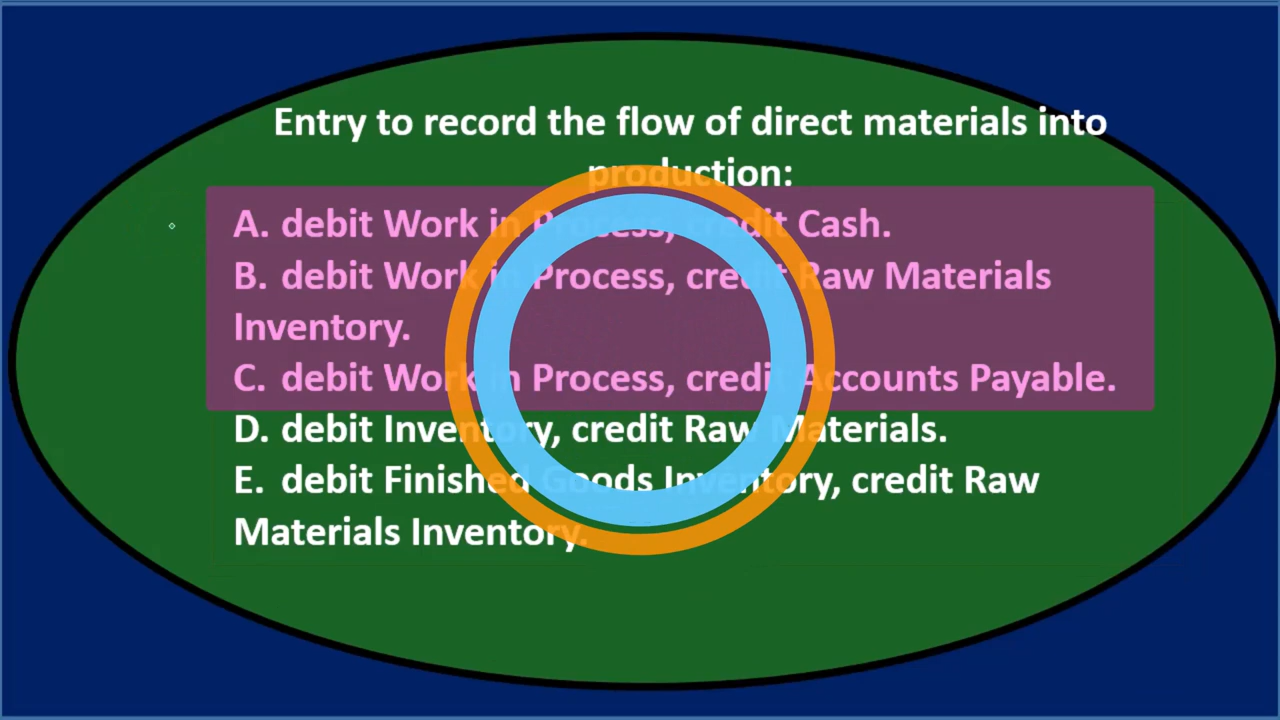 Entry to record the flow of direct materials into
production:
A. debit Work in Process, credit Cash.
B. debit Work in Process, credit Raw Materials
Inventory.
C. debit Work in Process, credit Accounts Payable.
D. debit Inventory, credit Raw Materials.
E. debit Finished Goods Inventory, credit Raw
Materials Inventory.